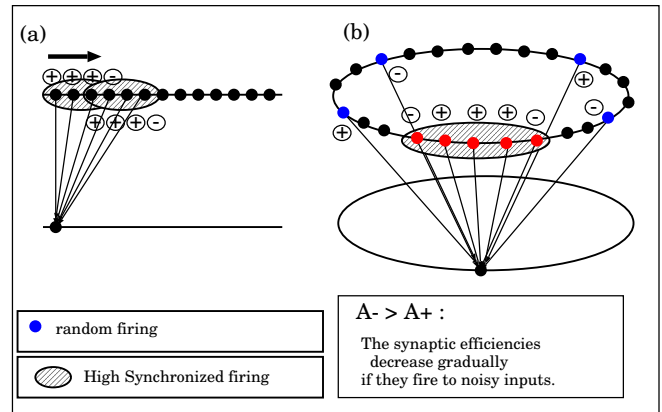 (a)
(b)
+ + + -
+ + + -
- +
- + + + - -
+
random firing
High Synchronized firing
A- > A+ :
The synaptic efficiencies
decrease gradually
if they fire to noisy inputs.